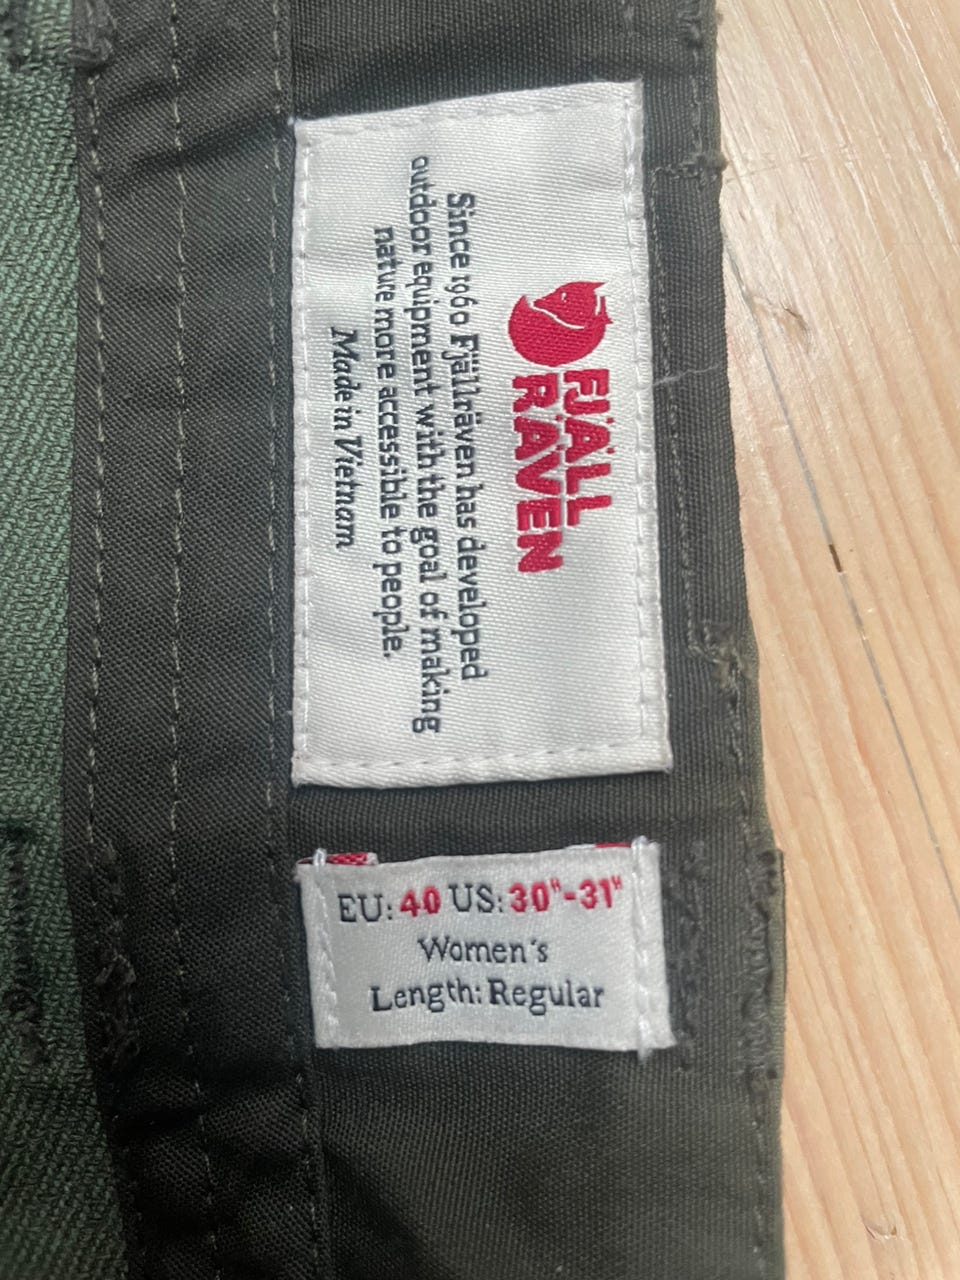 FJÄLL
RÄVEN
Since 1960 Fjällräven has developed
outdoor equipment with the goal of making
nature more accessible to people.
Made in Vietnam
EU: 40 US: 30"-31"
Women's
Length: Regular